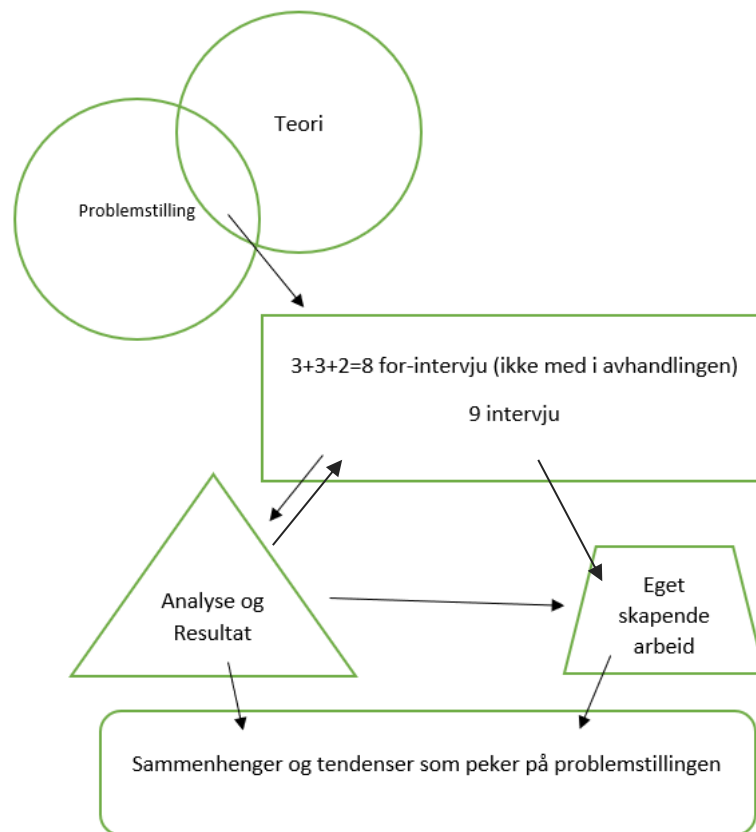 Teori
Problemstilling
3+3+2=8 for-intervju (ikke med i avhandlingen)
9 intervju
Analyse og
Resultat
Eget
skapende
arbeid
Sammenhenger og tendenser som peker på problemstillingen